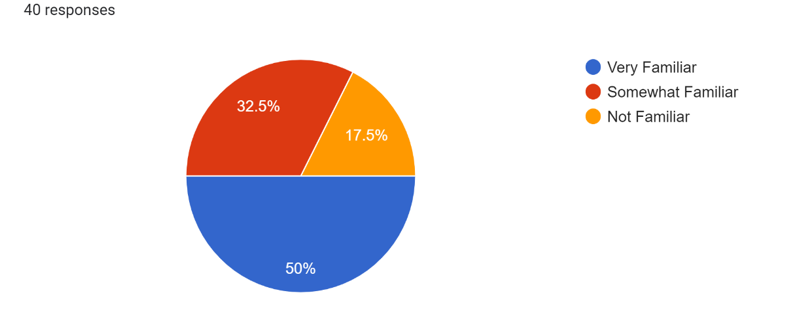 40 responses
Very Familiar
Somewhat Familiar
Not Familiar
32.5%
17.5%
50%